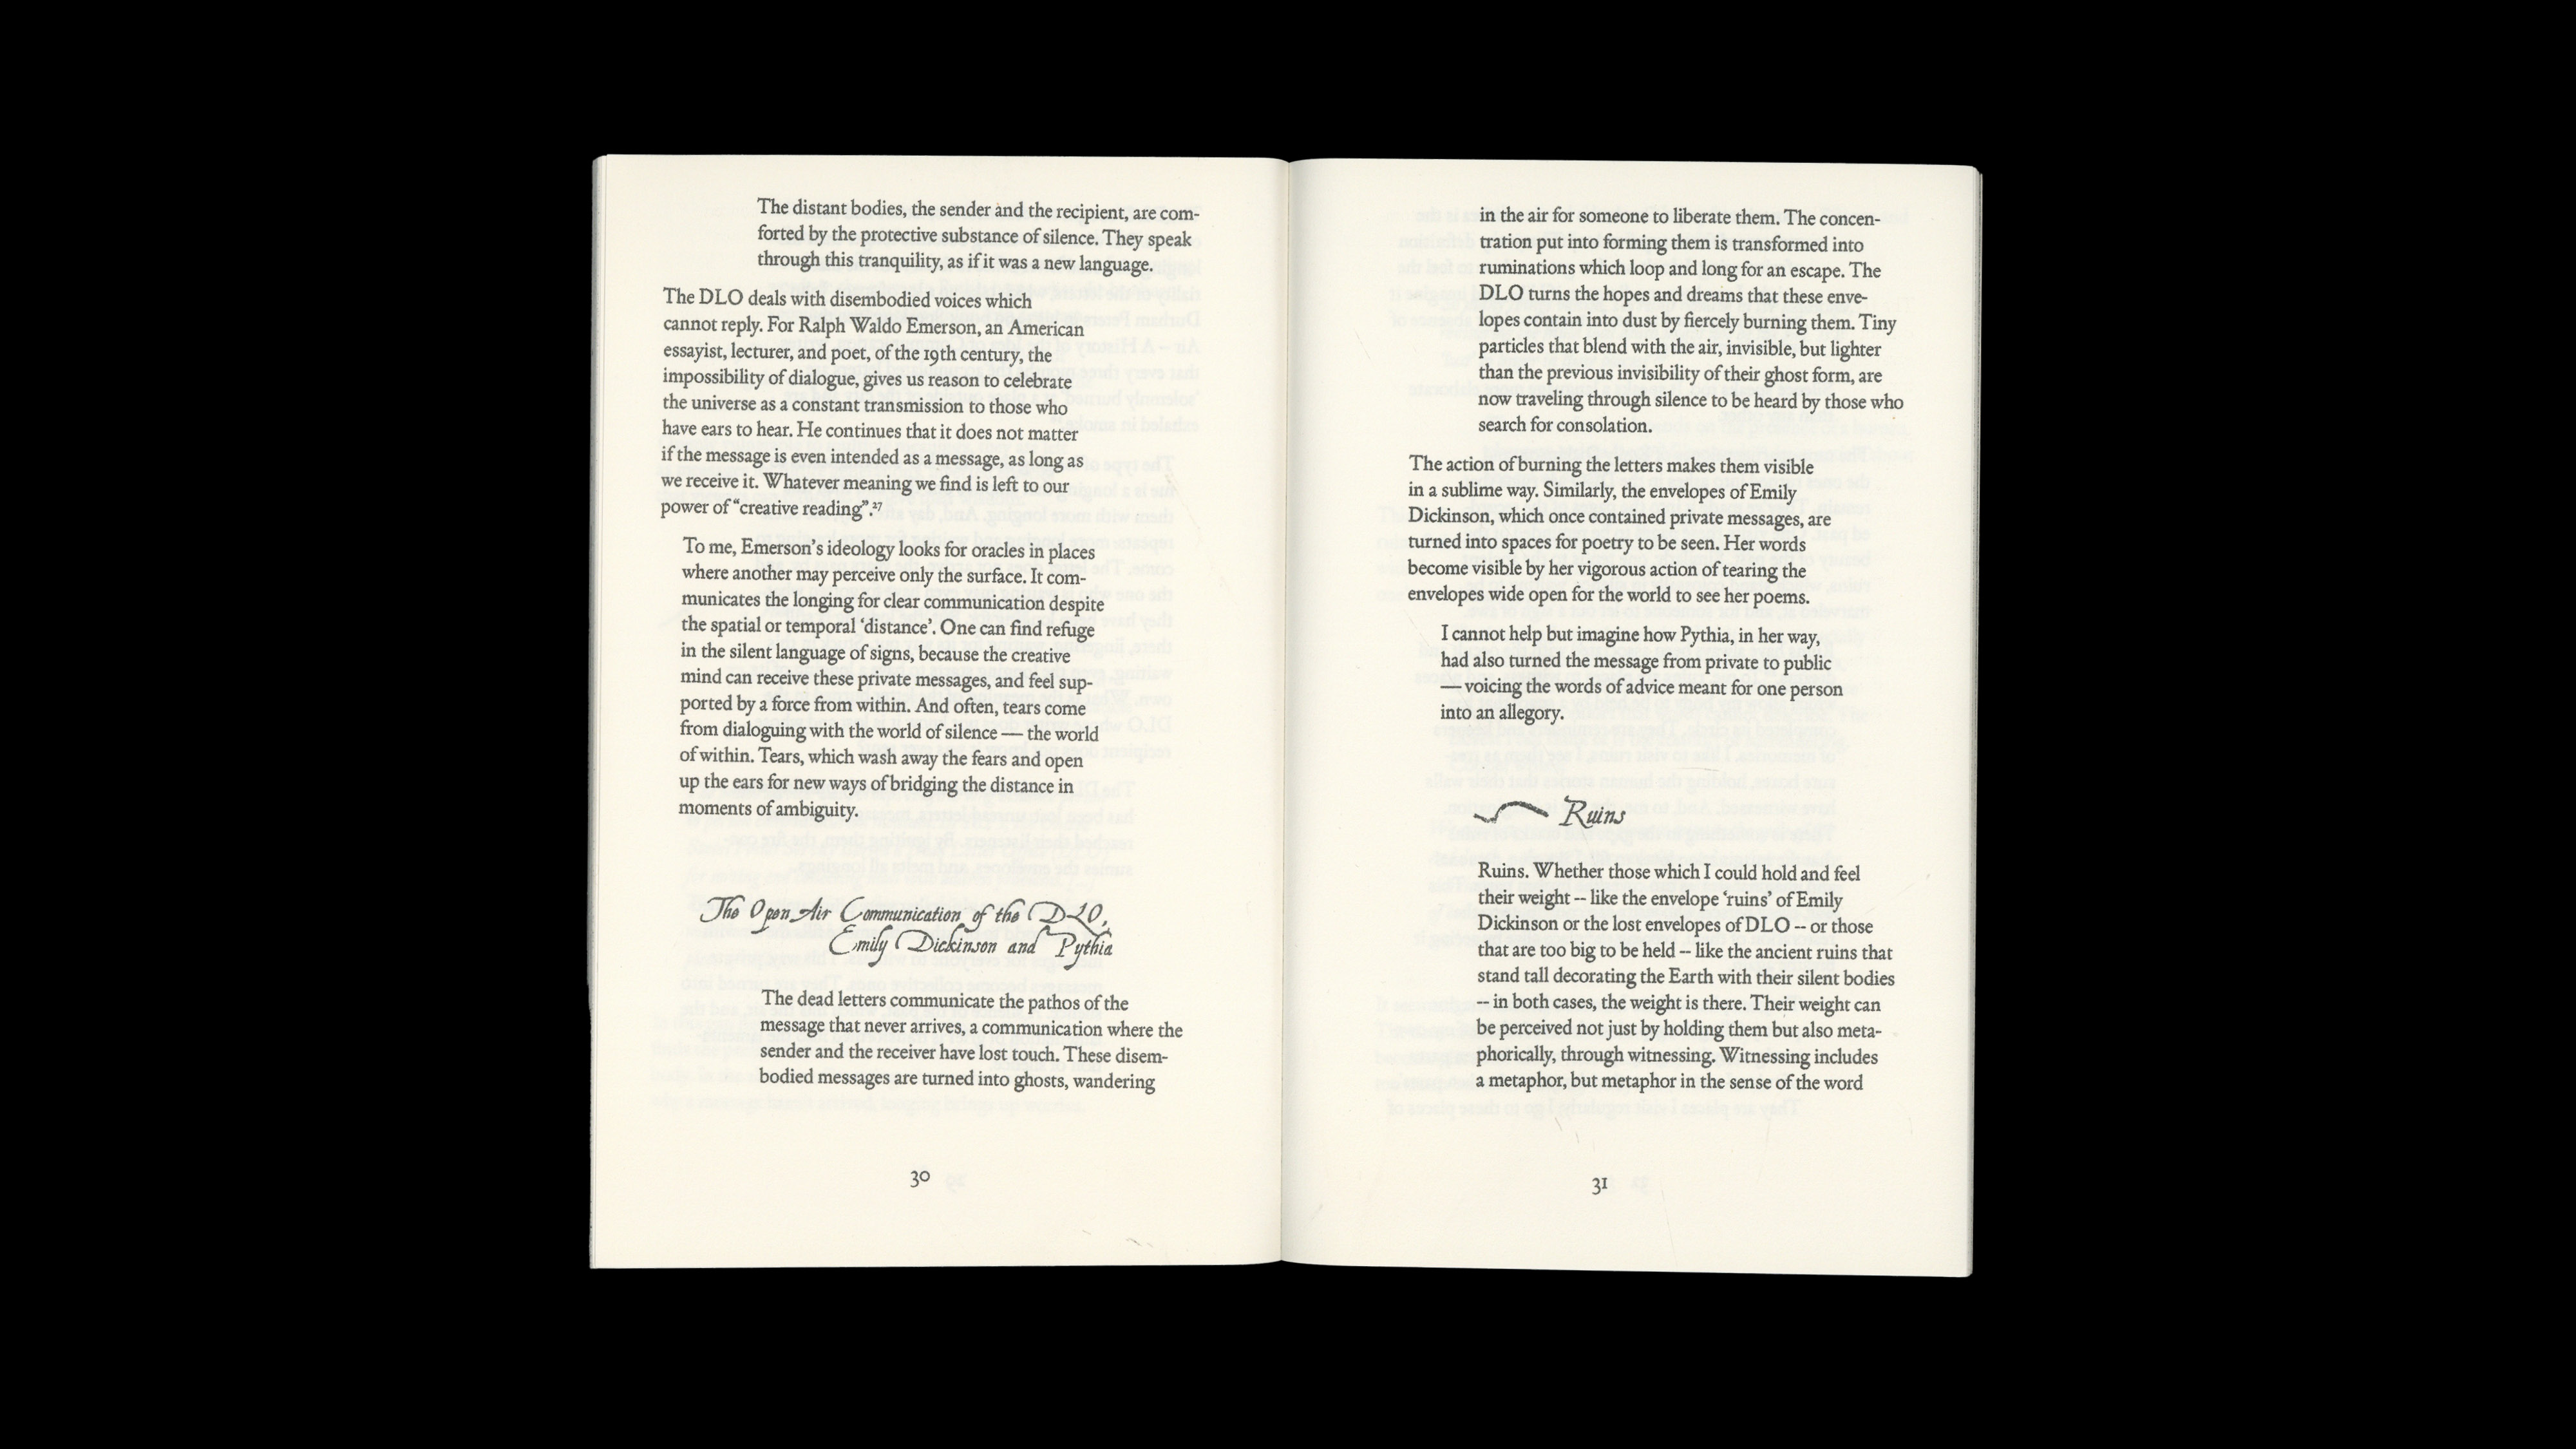 The distant bodies, the sender and the recipient, are com-
forted by the protective substance of silence. They speak
through this tranquility, as if it was a new language.
The DLO deals with disembodied voices which
cannot reply. For Ralph Waldo Emerson, an American
essayist, lecturer, and poet, of the 19th century, the
impossibility of dialogue, gives us reason to celebrate
the universe as a constant transmission to those who
have ears to hear. He continues that it does not matter
if the message is even intended as a message, as long as
we receive it. Whatever meaning we find is left to our
power of “creative reading”.²⁷
To me, Emerson’s ideology looks for oracles in places
where another may perceive only the surface. It com-
municates the longing for clear communication despite
the spatial or temporal ‘distance’. One can find refuge
in the silent language of signs, because the creative
mind can receive these private messages, and feel sup-
ported by a force from within. And often, tears come
from dialoguing with the world of silence — the world
of within. Tears, which wash away the fears and open
up the ears for new ways of bridging the distance in
moments of ambiguity.
The Open Air Communication of the DLO,
Emily Dickinson and Pythia
The dead letters communicate the pathos of the
message that never arrives, a communication where the
sender and the receiver have lost touch. These disem-
bodied messages are turned into ghosts, wandering
30
in the air for someone to liberate them. The concen-
tration put into forming them is transformed into
ruminations which loop and long for an escape. The
DLO turns the hopes and dreams that these enve-
lopes contain into dust by fiercely burning them. Tiny
particles that blend with the air, invisible, but lighter
than the previous invisibility of their ghost form, are
now traveling through silence to be heard by those who
search for consolation.
The action of burning the letters makes them visible
in a sublime way. Similarly, the envelopes of Emily
Dickinson, which once contained private messages, are
turned into spaces for poetry to be seen. Her words
become visible by her vigorous action of tearing the
envelopes wide open for the world to see her poems.
I cannot help but imagine how Pythia, in her way,
had also turned the message from private to public
— voicing the words of advice meant for one person
into an allegory.
Ruins
Ruins. Whether those which I could hold and feel
their weight -- like the envelope ‘ruins’ of Emily
Dickinson or the lost envelopes of DLO -- or those
that are too big to be held -- like the ancient ruins that
stand tall decorating the Earth with their silent bodies
-- in both cases, the weight is there. Their weight can
be perceived not just by holding them but also meta-
phorically, through witnessing. Witnessing includes
a metaphor, but metaphor in the sense of the word
31